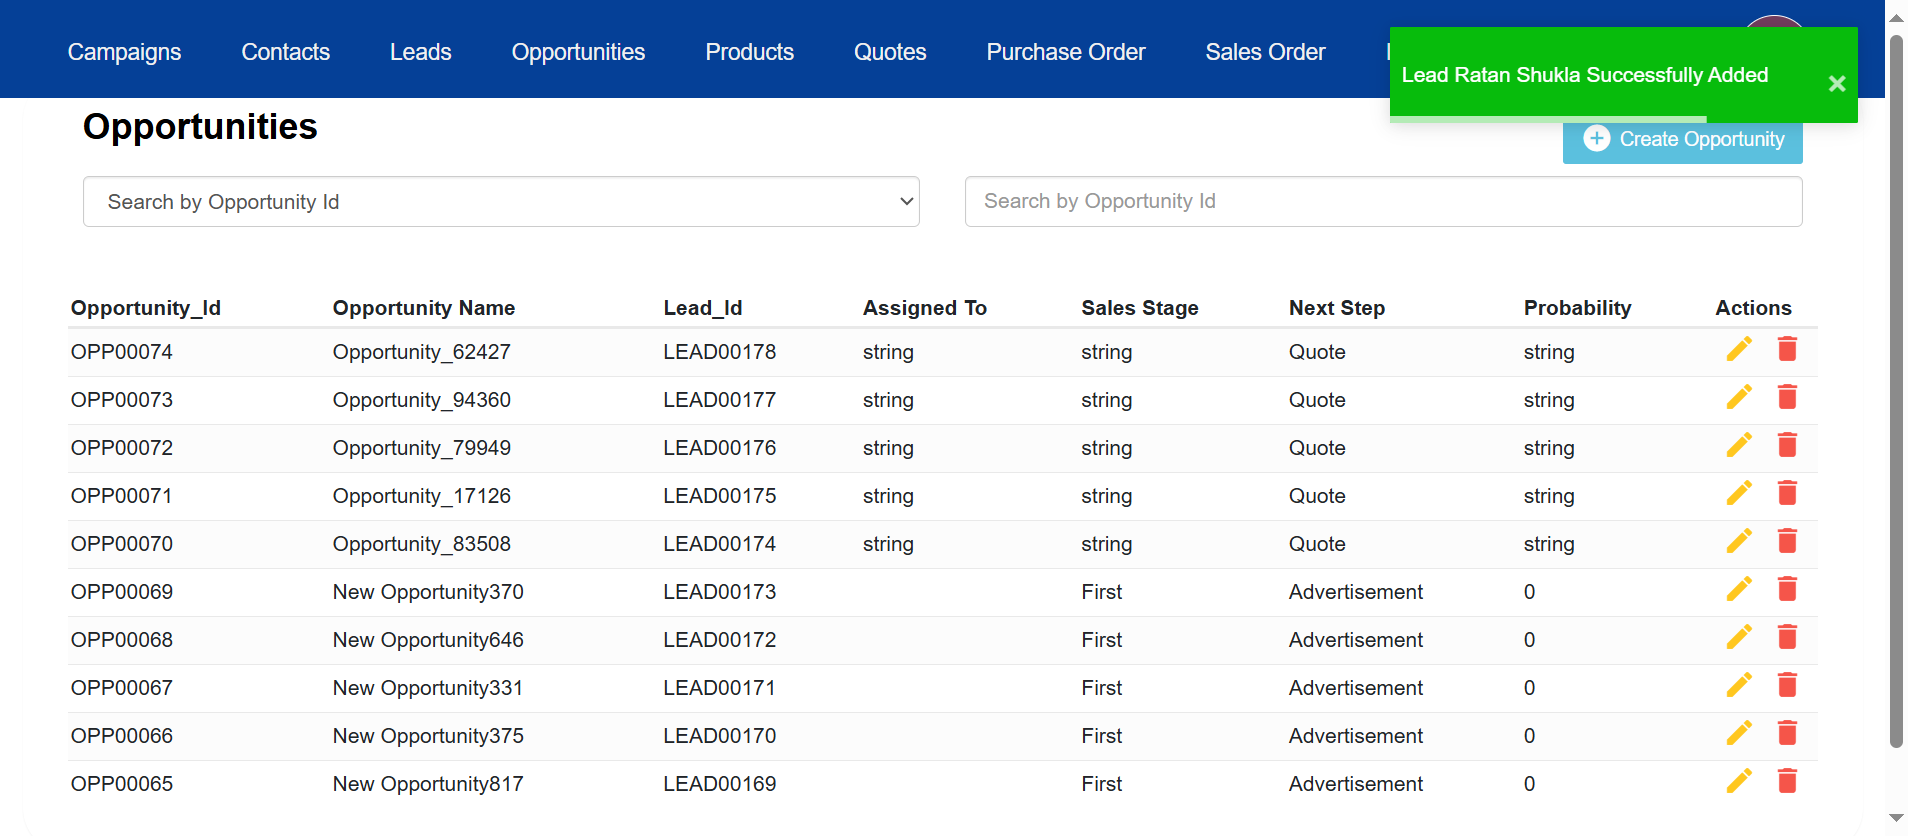 Campaigns Contacts Leads Opportunities Products Quotes Purchase Order Sales Order
Lead Ratan Shukla Successfully Added
Opportunities
Create Opportunity
Search by Opportunity Id Search by Opportunity Id
Opportunity_Id Opportunity Name Lead_Id Assigned To Sales Stage Next Step Probability Actions
OPP00074 Opportunity_62427 LEAD00178 string string Quote string
OPP00073 Opportunity_94360 LEAD00177 string string Quote string
OPP00072 Opportunity_79949 LEAD00176 string string Quote string
OPP00071 Opportunity_17126 LEAD00175 string string Quote string
OPP00070 Opportunity_83508 LEAD00174 string string Quote string
OPP00069 New Opportunity370 LEAD00173 First Advertisement 0
OPP00068 New Opportunity646 LEAD00172 First Advertisement 0
OPP00067 New Opportunity331 LEAD00171 First Advertisement 0
OPP00066 New Opportunity375 LEAD00170 First Advertisement 0
OPP00065 New Opportunity817 LEAD00169 First Advertisement 0